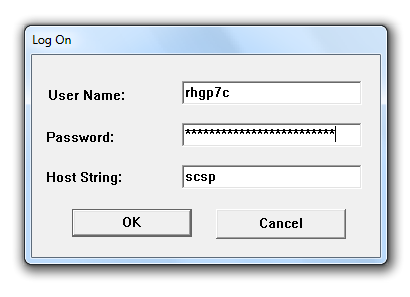 Log On
User Name: rhgp7c
Password: *************************
Host String: scsp
OK Cancel